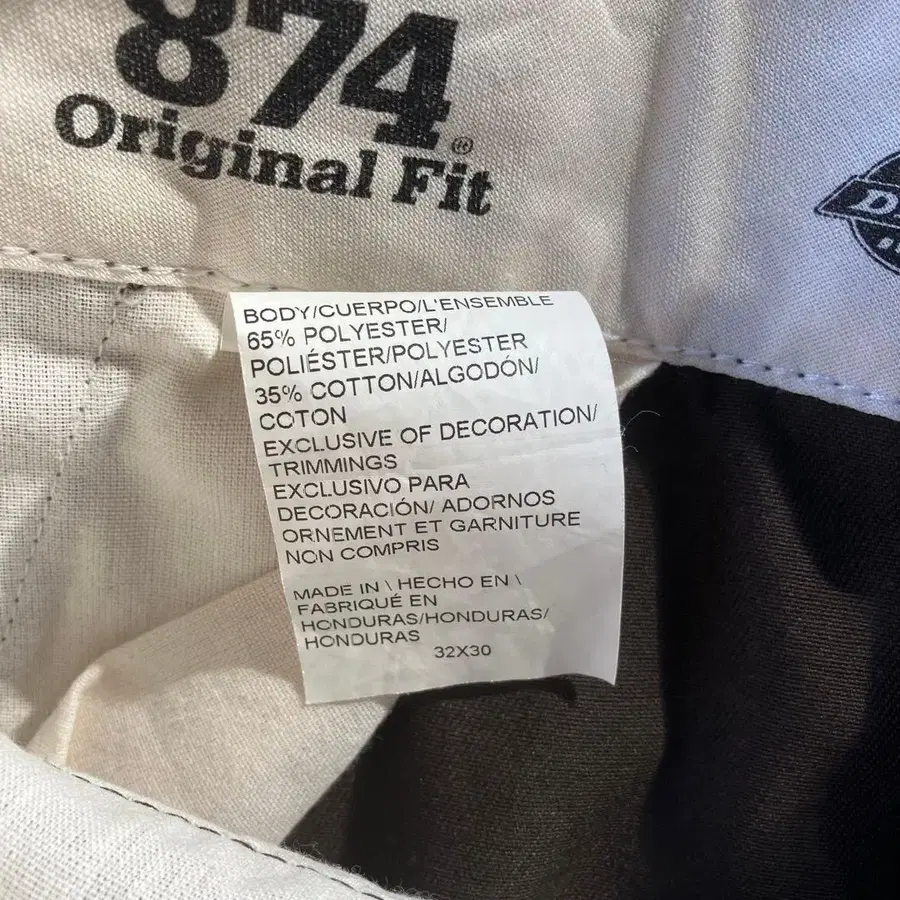 874®
Original Fit
BODY/CUERPO/L'ENSEMBLE
65% POLYESTER/
POLIÉSTER/POLYESTER
35% COTTON/ALGODÓN/
COTON
EXCLUSIVE OF DECORATION/
TRIMMINGS
EXCLUSIVO PARA
DECORACIÓN/ ADORNOS
ORNEMENT ET GARNITURE
NON COMPRIS
MADE IN \ HECHO EN \
FABRIQUÉ EN
HONDURAS/HONDURAS/
HONDURAS
32X30